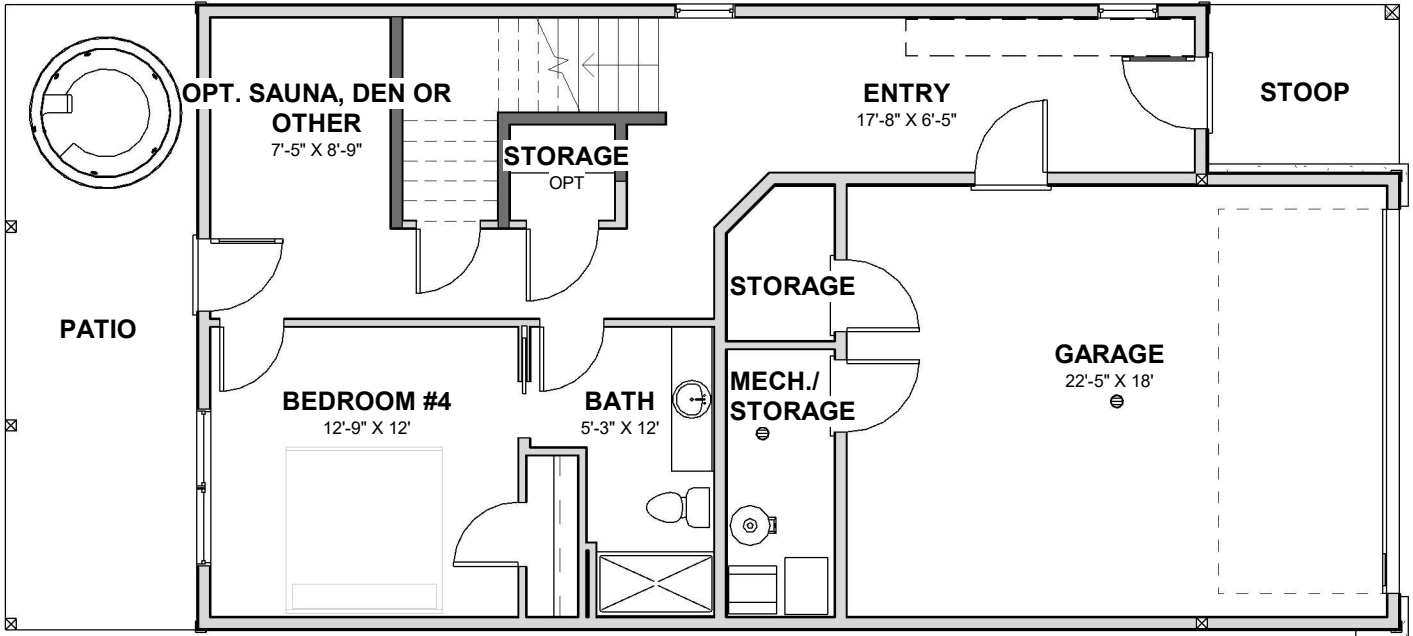 OPT. SAUNA, DEN OR
OTHER
7'-5" X 8'-9"
STORAGE
OPT
ENTRY
17'-8" X 6'-5"
STOOP
PATIO
STORAGE
BEDROOM #4
12'-9" X 12'
BATH
5'-3" X 12'
MECH./
STORAGE
GARAGE
22'-5" X 18'